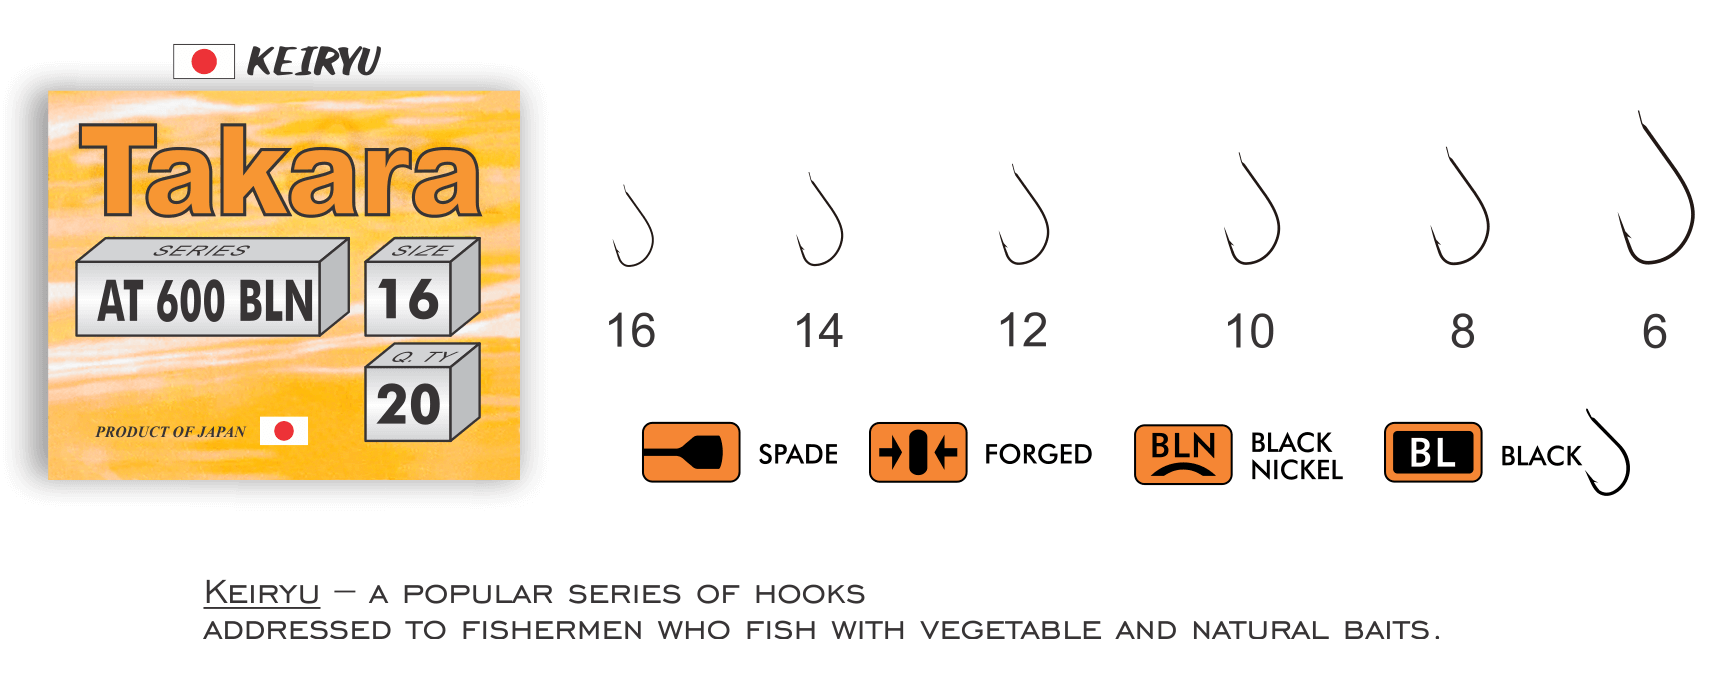 KEIRYU
Takara
SERIES
SIZE
AT 600 BLN
16
Q. TY
20
PRODUCT OF JAPAN
16 14 12 10 8 6
SPADE
FORGED
BLN
BLACK
NICKEL
BL
BLACK
KEIRYU – A POPULAR SERIES OF HOOKS
ADDRESSED TO FISHERMEN WHO FISH WITH VEGETABLE AND NATURAL BAITS.